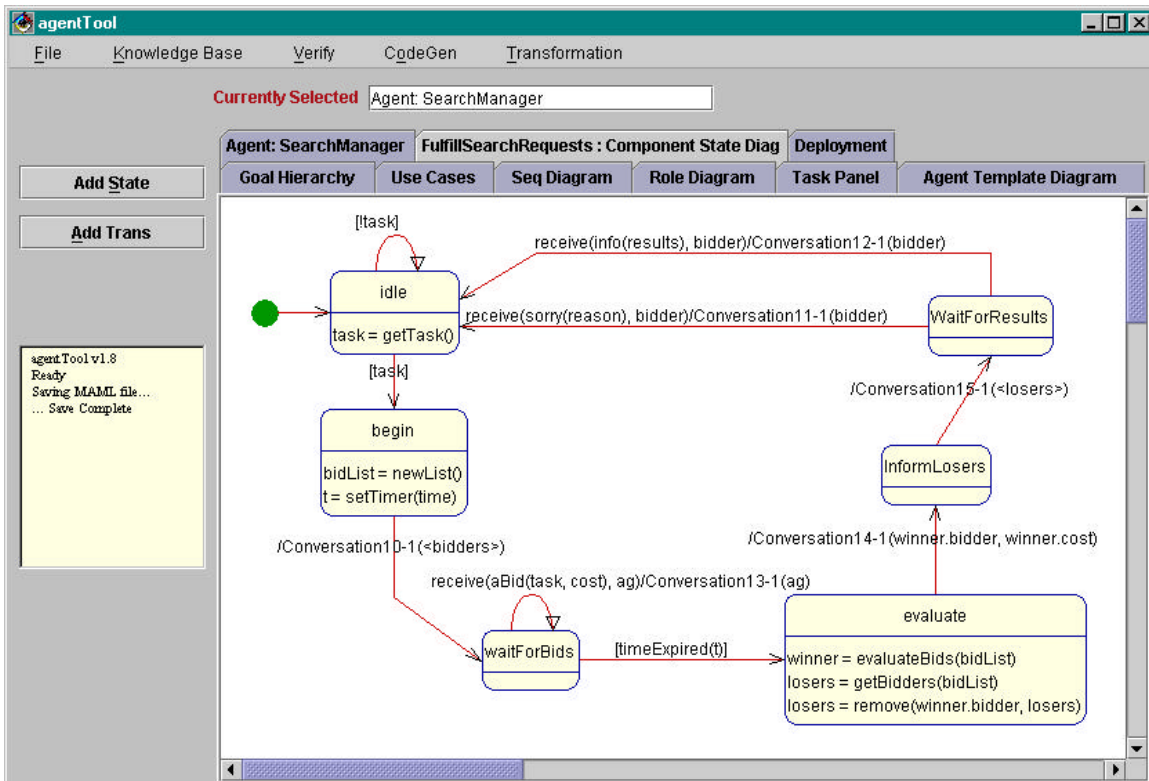 agentTool
File Knowledge Base Verify CodeGen Transformation
Currently Selected Agent: SearchManager
Agent: SearchManager FulfillSearchRequests : Component State Diag Deployment
Goal Hierarchy Use Cases Seq Diagram Role Diagram Task Panel Agent Template Diagram
Add State
Add Trans
agentTool v1.8
Ready
Saving MAML file...
... Save Complete
[!task]
receive(info(results), bidder)/Conversation12-1(bidder)
idle
task = getTask()
receive(sorry(reason), bidder)/Conversation11-1(bidder)
WaitForResults
[task]
/Conversation15-1(<losers>)
begin
bidList = newList()
t = setTimer(time)
InformLosers
/Conversation10-1(<bidders>)
/Conversation14-1(winner.bidder, winner.cost)
receive(aBid(task, cost), ag)/Conversation13-1(ag)
waitForBids
[timeExpired(t)]
evaluate
winner = evaluateBids(bidList)
losers = getBidders(bidList)
losers = remove(winner.bidder, losers)